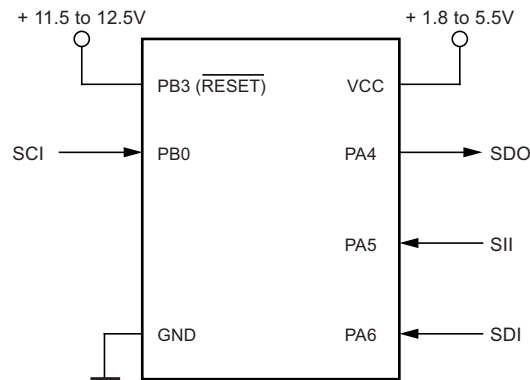 + 11.5 to 12.5V
+ 1.8 to 5.5V
PB3 (RESET)
VCC
SCI
PB0
PA4
SDO
PA5
SII
GND
PA6
SDI